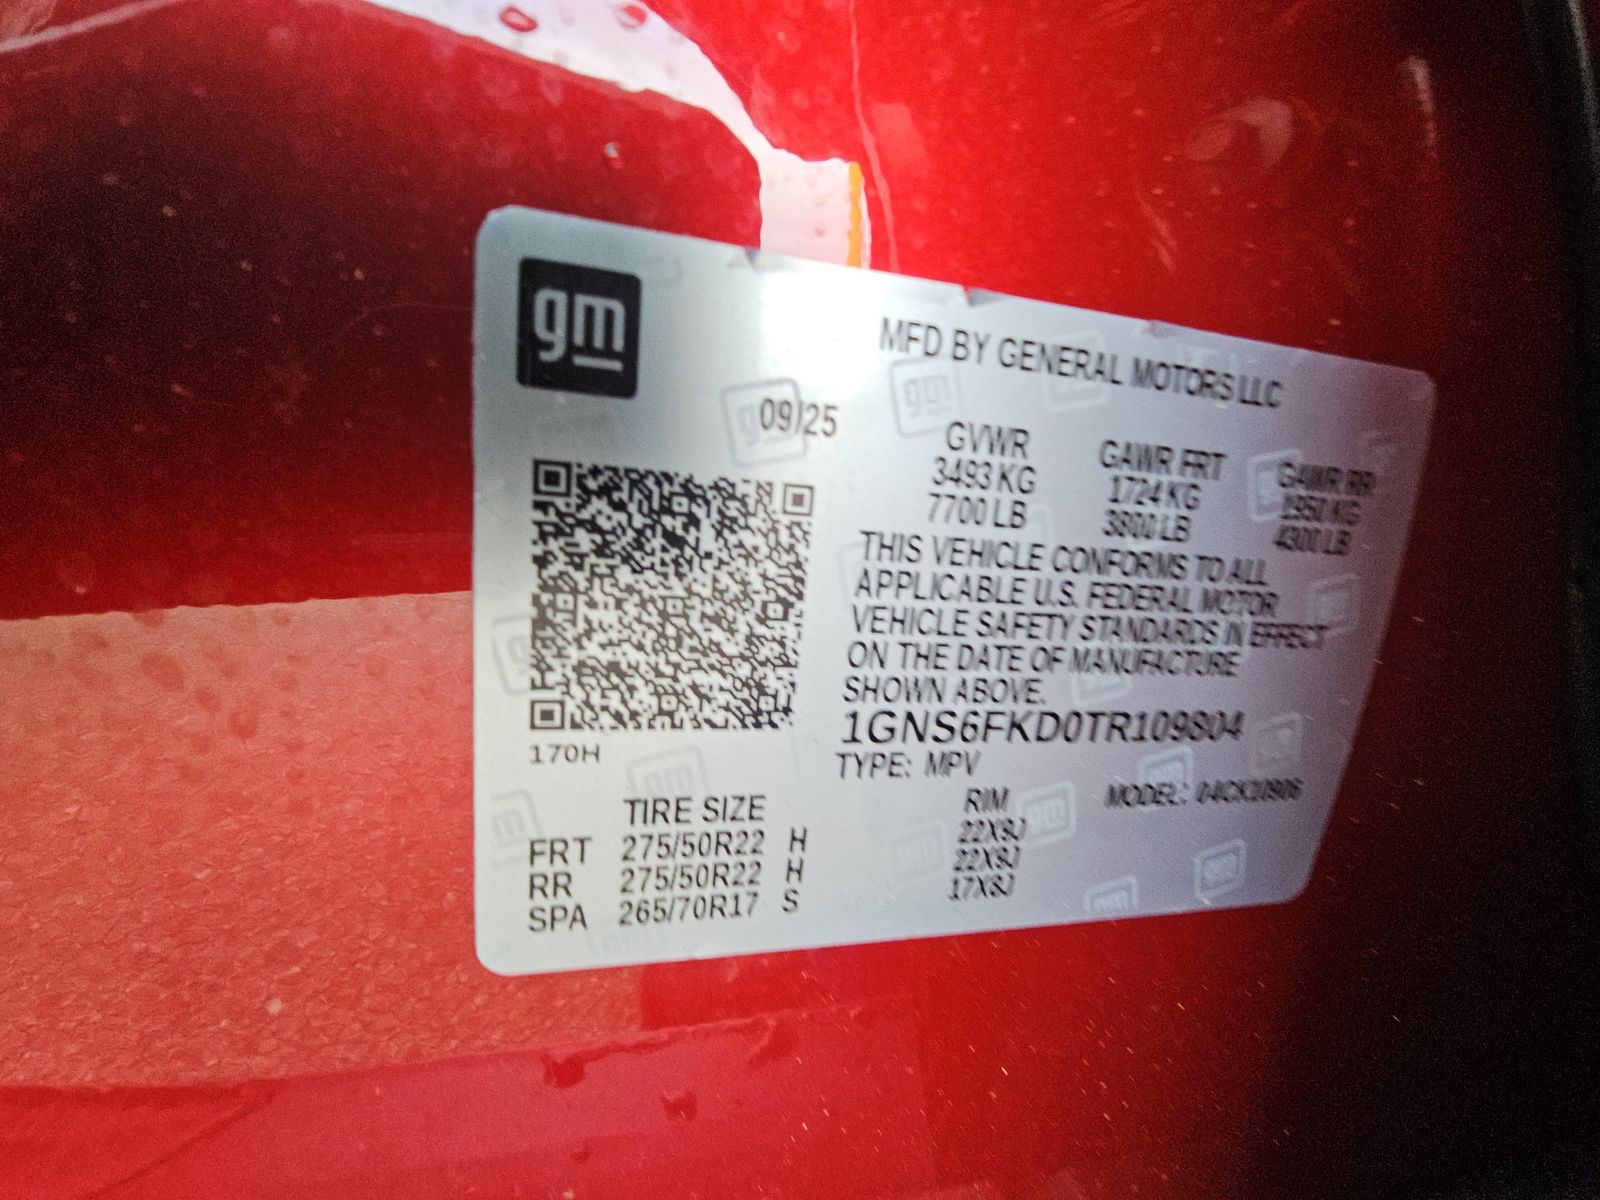 gm
MFD BY GENERAL MOTORS LLC
09/25
GVWR GAWR FRT GAWR RR
3493 KG 1724 KG 1950 KG
7700 LB 3800 LB 4300 LB
THIS VEHICLE CONFORMS TO ALL
APPLICABLE U.S. FEDERAL MOTOR
VEHICLE SAFETY STANDARDS IN EFFECT
ON THE DATE OF MANUFACTURE
SHOWN ABOVE.
1GNS6FKD0TR109804
170H
TYPE: MPV
TIRE SIZE RIM MODEL:
FRT 275/50R22 H 22X9J
RR 275/50R22 H 22X9J
SPA 265/70R17 S 17X8J